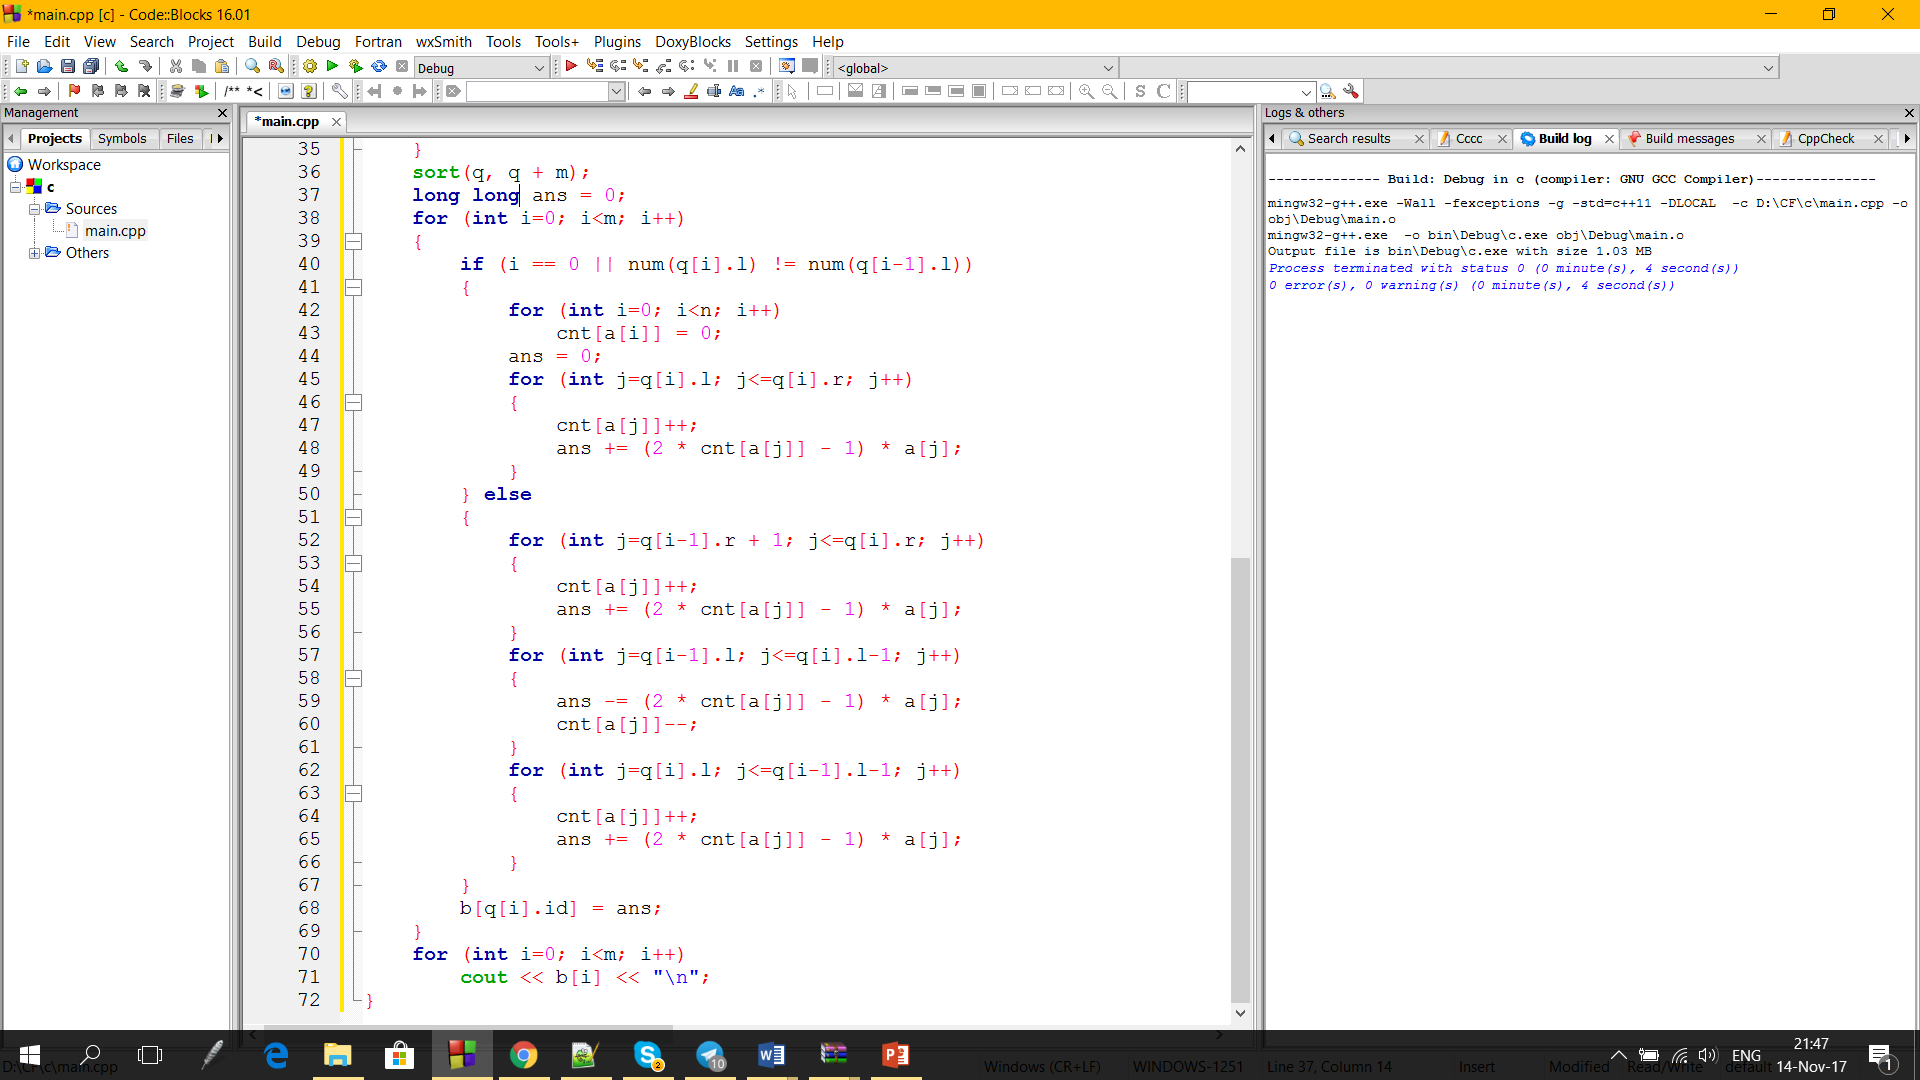 *main.cpp [c] - Code::Blocks 16.01
File Edit View Search Project Build Debug Fortran wxSmith Tools Tools+ Plugins DoxyBlocks Settings Help
Debug
<global>
/** *<
Aa .*
S C
Management
Projects Symbols Files
Workspace
c
Sources
main.cpp
Others
*main.cpp
35 }
36 sort(q, q + m);
37 long long ans = 0;
38 for (int i=0; i<m; i++)
39 {
40 if (i == 0 || num(q[i].l) != num(q[i-1].l))
41 {
42 for (int i=0; i<n; i++)
43 cnt[a[i]] = 0;
44 ans = 0;
45 for (int j=q[i].l; j<=q[i].r; j++)
46 {
47 cnt[a[j]]++;
48 ans += (2 * cnt[a[j]] - 1) * a[j];
49 }
50 } else
51 {
52 for (int j=q[i-1].r + 1; j<=q[i].r; j++)
53 {
54 cnt[a[j]]++;
55 ans += (2 * cnt[a[j]] - 1) * a[j];
56 }
57 for (int j=q[i-1].l; j<=q[i].l-1; j++)
58 {
59 ans -= (2 * cnt[a[j]] - 1) * a[j];
60 cnt[a[j]]--;
61 }
62 for (int j=q[i].l; j<=q[i-1].l-1; j++)
63 {
64 cnt[a[j]]++;
65 ans += (2 * cnt[a[j]] - 1) * a[j];
66 }
67 }
68 b[q[i].id] = ans;
69 }
70 for (int i=0; i<m; i++)
71 cout << b[i] << "\n";
72 }
Logs & others
Search results Cccc Build log Build messages CppCheck
-------------- Build: Debug in c (compiler: GNU GCC Compiler)---------------
mingw32-g++.exe -Wall -fexceptions -g -std=c++11 -DLOCAL -c D:\CF\c\main.cpp -o
obj\Debug\main.o
mingw32-g++.exe -o bin\Debug\c.exe obj\Debug\main.o
Output file is bin\Debug\c.exe with size 1.03 MB
Process terminated with status 0 (0 minute(s), 4 second(s))
0 error(s), 0 warning(s) (0 minute(s), 4 second(s))
D:\CF\c\main.cpp
Windows (CR+LF) WINDOWS-1251 Line 37, Column 14 Insert Modified Read/Write default
2
10
ENG
21:47
14-Nov-17
1